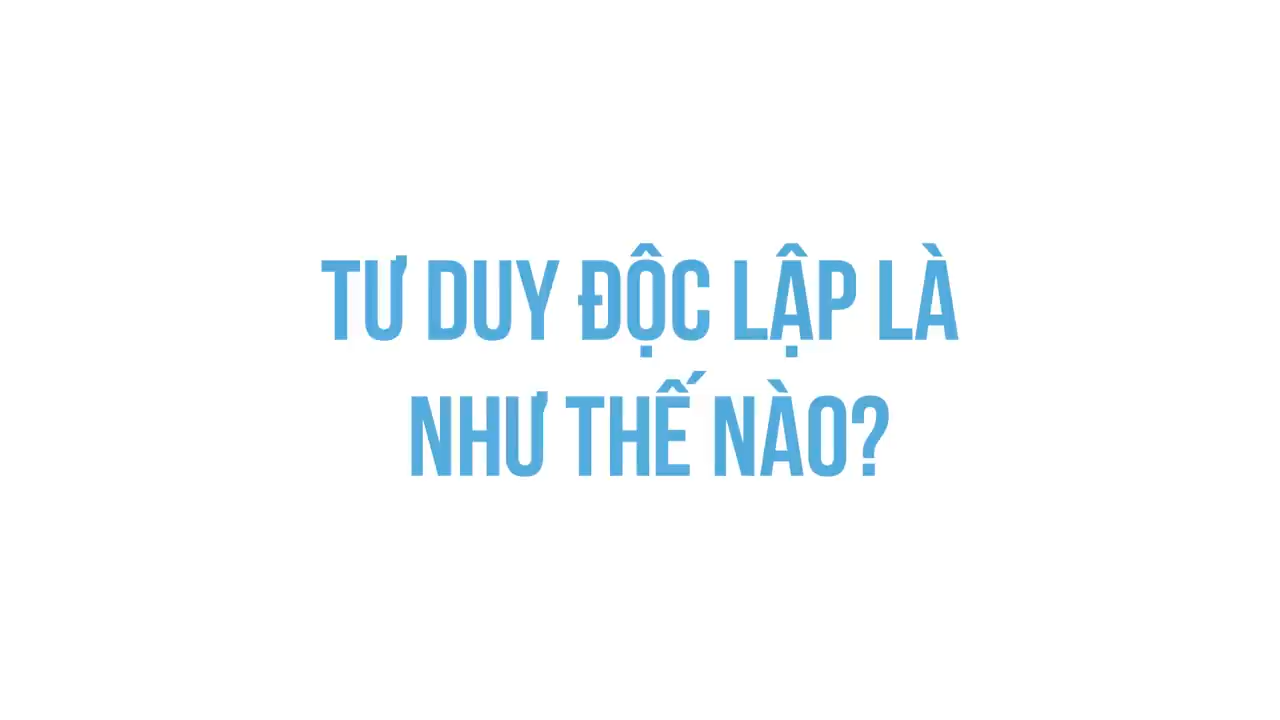 TƯ DUY ĐỘC LẬP LÀ
NHƯ THẾ NÀO?